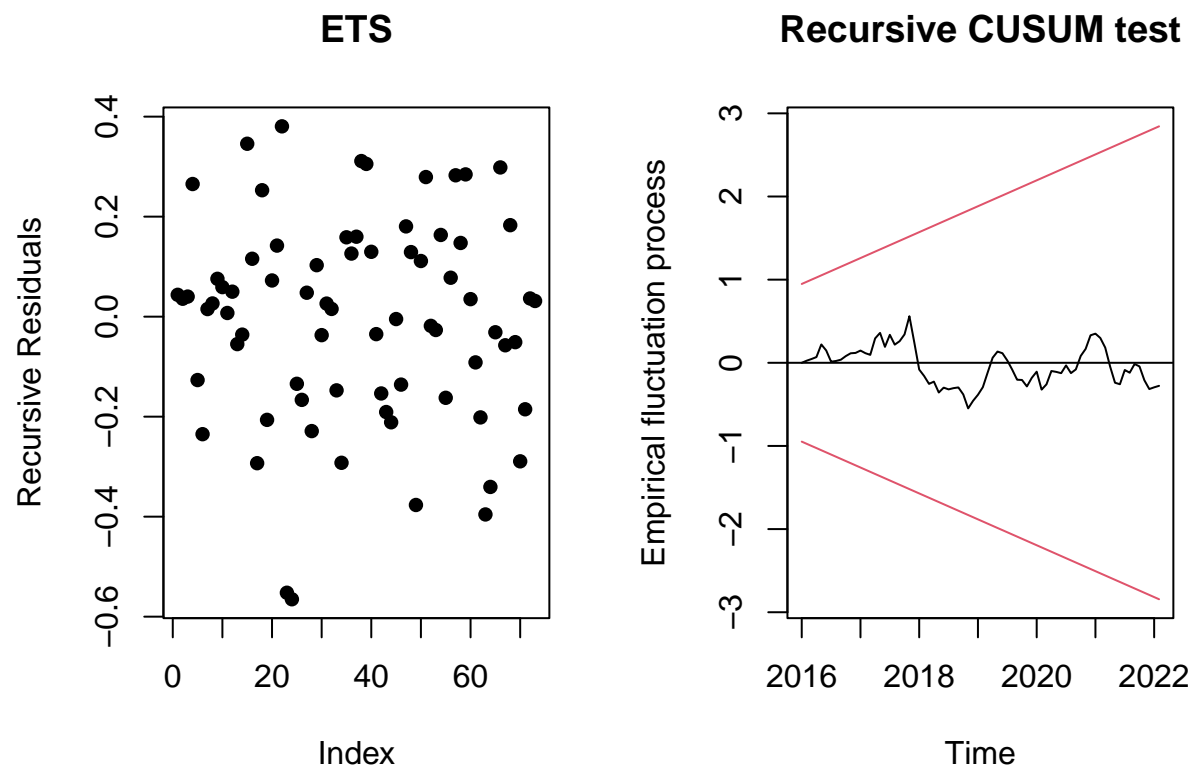 ETS
Recursive Residuals
0.4
0.2
0.0
−0.2
−0.4
−0.6
0 20 40 60
Index
Recursive CUSUM test
Empirical fluctuation process
3
2
1
0
−1
−2
−3
2016 2018 2020 2022
Time